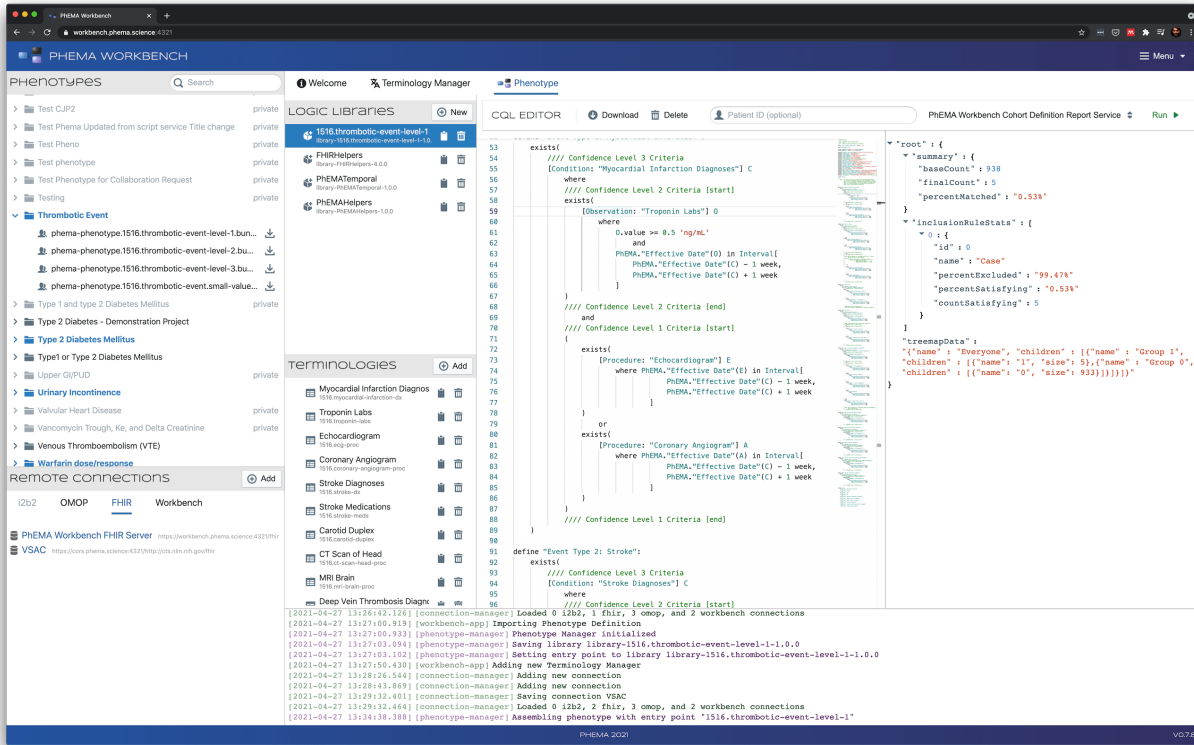 PhEMA Workbench
workbench.phema.science:4321
PHEMA WORKBENCH
Menu
PHENOTYPES
Search
Test CJP2 private
Test Phema Updated from script service Title change private
Test Pheno private
Test phenotype private
Test Phenotype for Collaboration Request private
Testing private
Thrombotic Event
phema-phenotype.1516.thrombotic-event-level-1.bun...
phema-phenotype.1516.thrombotic-event-level-2.bu...
phema-phenotype.1516.thrombotic-event-level-3.bu...
phema-phenotype.1516.thrombotic-event.small-value...
Type 1 and type 2 Diabetes Mellitus private
Type 2 Diabetes - Demonstration Project
Type 2 Diabetes Mellitus
Type1 or Type 2 Diabetes Mellitus
Upper GI/PUD private
Urinary Incontinence
Valvular Heart Disease private
Vancomycin Trough, Ke, and Delta Creatinine private
Venous Thromboembolism (VTE)
Warfarin dose/response
REMOTE CONNECTIONS
Add
i2b2 OMOP FHIR Workbench
PhEMA Workbench FHIR Server https://workbench.phema.science:4321/fhir
VSAC https://cors.phema.science:4321/http://cts.nlm.nih.gov/fhir
Welcome Terminology Manager Phenotype
LOGIC LIBRARIES
New
1516.thrombotic-event-level-1
library-1516.thrombotic-event-level-1-1.0.
FHIRHelpers
library-FHIRHelpers-4.0.0
PhEMATemporal
library-PhEMATemporal-1.0.0
PhEMAHelpers
library-PhEMAHelpers-1.0.0
TERMINOLOGIES
Add
Myocardial Infarction Diagnos
1516.myocardial-infarction-dx
Troponin Labs
1516.troponin-labs
Echocardiogram
1516.ecg-proc
Coronary Angiogram
1516.coronary-angiogram-proc
Stroke Diagnoses
1516.stroke-dx
Stroke Medications
1516.stroke-meds
Carotid Duplex
1516.carotid-duplex
CT Scan of Head
1516.ct-scan-head-proc
MRI Brain
1516.mri-brain-proc
Deep Vein Thrombosis Diagnc
CQL EDITOR Download Delete Patient ID (optional) PhEMA Workbench Cohort Definition Report Service Run
53 exists(
54 //// Confidence Level 3 Criteria
55 [Condition: "Myocardial Infarction Diagnoses"] C
56 where
57 //// Confidence Level 2 Criteria [start]
58 exists(
59 [Observation: "Troponin Labs"] O
60 where
61 O.value >= 0.5 'ng/mL'
62 and
63 PhEMA."Effective Date"(O) in Interval[
64 PhEMA."Effective Date"(C) - 1 week,
65 PhEMA."Effective Date"(C) + 1 week
66 ]
67 )
68 //// Confidence Level 2 Criteria [end]
69 and
70 //// Confidence Level 1 Criteria [start]
71 (
72 exists(
73 [Procedure: "Echocardiogram"] E
74 where PhEMA."Effective Date"(E) in Interval[
75 PhEMA."Effective Date"(C) - 1 week,
76 PhEMA."Effective Date"(C) + 1 week
77 ]
78 )
79 or
80 exists(
81 [Procedure: "Coronary Angiogram"] A
82 where PhEMA."Effective Date"(A) in Interval[
83 PhEMA."Effective Date"(C) - 1 week,
84 PhEMA."Effective Date"(C) + 1 week
85 ]
86 )
87 )
88 //// Confidence Level 1 Criteria [end]
89 )
90
91 define "Event Type 2: Stroke":
92 exists(
93 //// Confidence Level 3 Criteria
94 [Condition: "Stroke Diagnoses"] C
95 where
96 //// Confidence Level 2 Criteria [start]
"root" : {
"summary" : {
"baseCount" : 938
"finalCount" : 5
"percentMatched" : "0.53%"
}
"inclusionRuleStats" : [
0 : {
"id" : 0
"name" : "Case"
"percentExcluded" : "99.47%"
"percentSatisfying" : "0.53%"
"countSatisfying" : 5
}
]
"treemapData" :
"{"name" : "Everyone", "children" : [{"name" : "Group 1",
"children" : [{"name": "1", "size": 5},{"name" : "Group 0",
"children" : [{"name": "0", "size": 933}]}]}]}"
}
[2021-04-27 13:26:42.126] [connection-manager] Loaded 0 i2b2, 1 fhir, 3 omop, and 2 workbench connections
[2021-04-27 13:27:00.919] [workbench-app] Importing Phenotype Definition
[2021-04-27 13:27:00.933] [phenotype-manager] Phenotype Manager initialized
[2021-04-27 13:27:03.094] [phenotype-manager] Saving library library-1516.thrombotic-event-level-1-1.0.0
[2021-04-27 13:27:03.102] [phenotype-manager] Setting entry point to library library-1516.thrombotic-event-level-1-1.0.0
[2021-04-27 13:27:50.430] [workbench-app] Adding new Terminology Manager
[2021-04-27 13:28:26.544] [connection-manager] Adding new connection
[2021-04-27 13:28:43.869] [connection-manager] Adding new connection
[2021-04-27 13:29:32.401] [connection-manager] Saving connection VSAC
[2021-04-27 13:29:32.464] [connection-manager] Loaded 0 i2b2, 2 fhir, 3 omop, and 2 workbench connections
[2021-04-27 13:34:38.388] [phenotype-manager] Assembling phenotype with entry point "1516.thrombotic-event-level-1"
PHEMA 2021